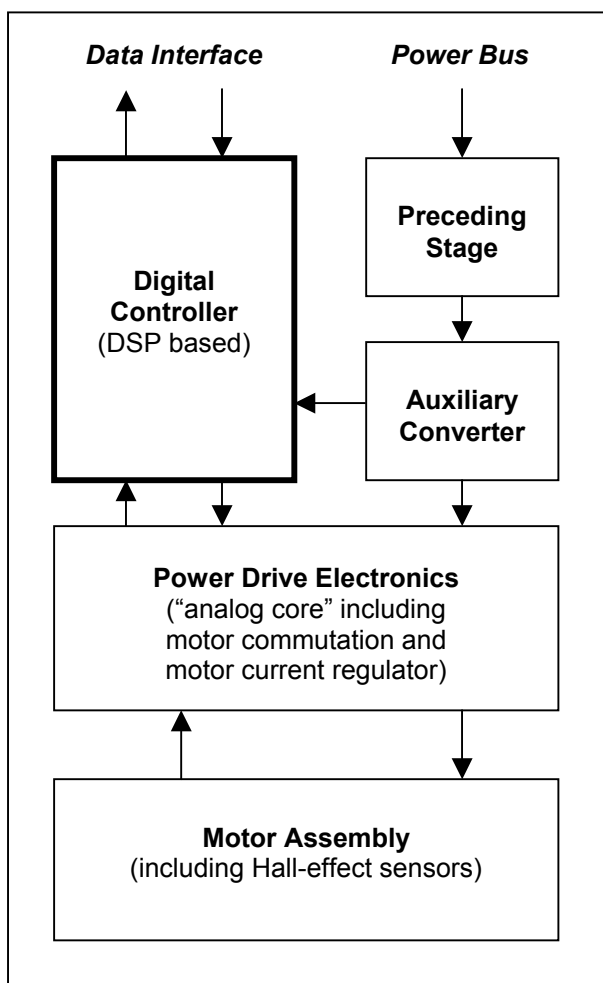 Data Interface
Power Bus
Preceding
Stage
Digital
Controller
(DSP based)
Auxiliary
Converter
Power Drive Electronics
(“analog core” including
motor commutation and
motor current regulator)
Motor Assembly
(including Hall-effect sensors)